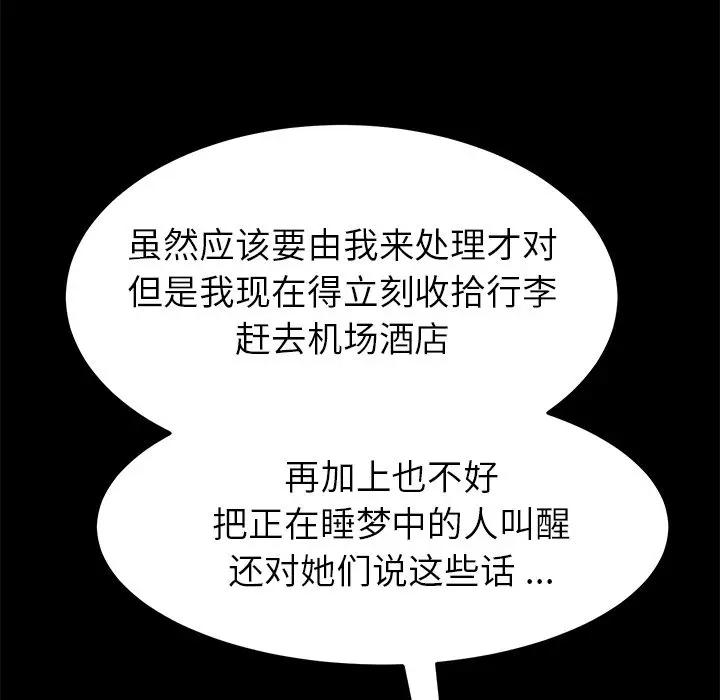 虽然应该要由我来处理才对
但是我现在得立刻收拾行李
赶去机场酒店
再加上也不好
把正在睡梦中的人叫醒
还对她们说这些话...